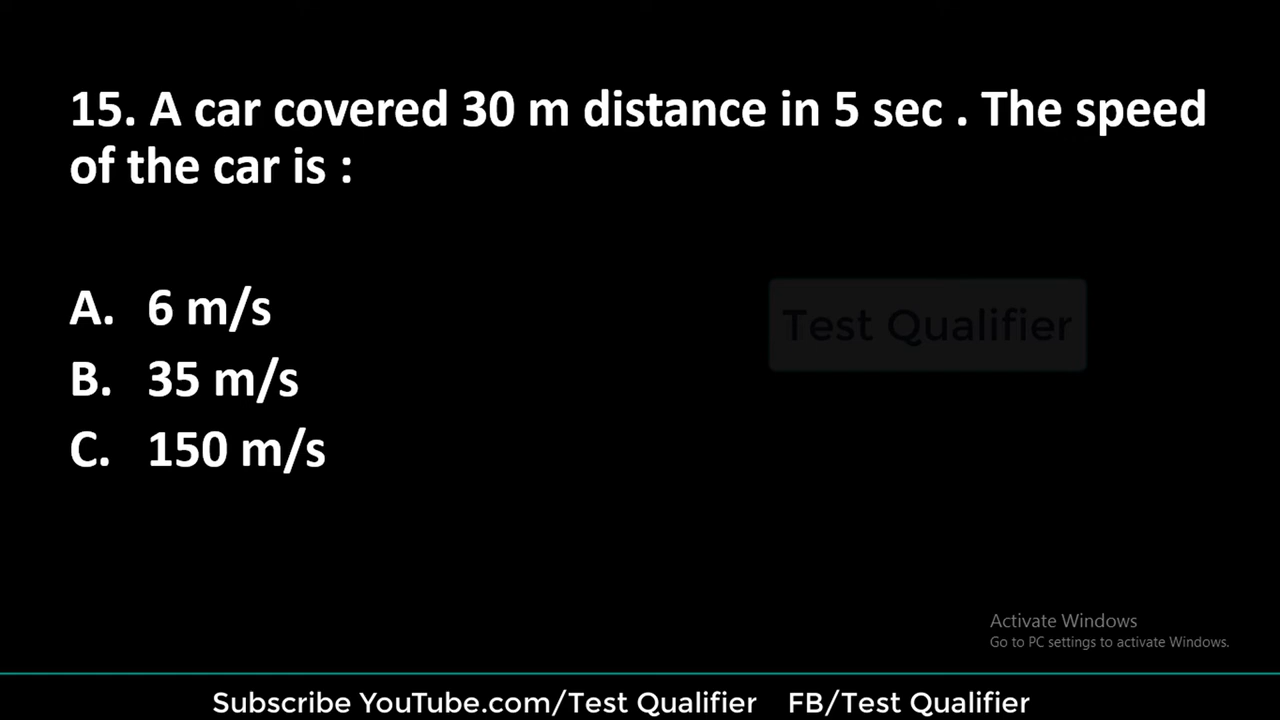 15. A car covered 30 m distance in 5 sec . The speed
of the car is :
A. 6 m/s
Test Qualifier
B. 35 m/s
C. 150 m/s
Activate Windows
Go to PC settings to activate Windows.
Subscribe YouTube.com/Test Qualifier FB/Test Qualifier